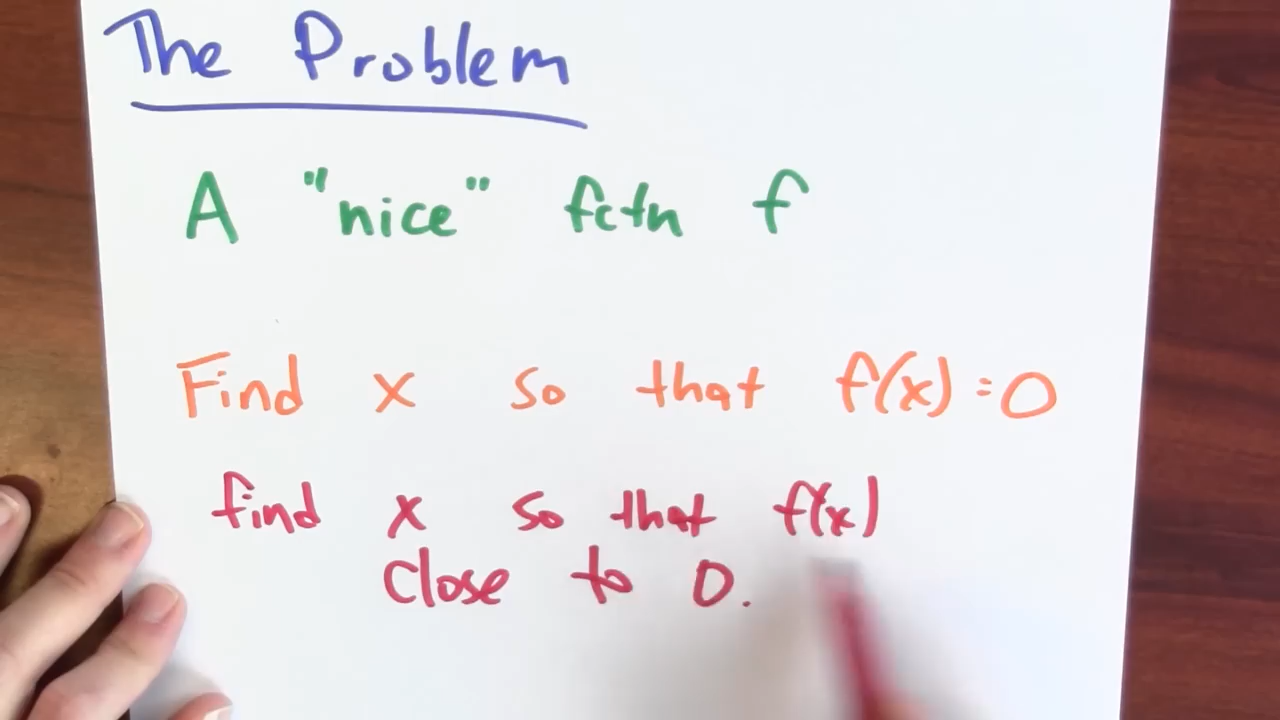 The Problem
A "nice" fctn f
Find x so that f(x)=0
find x so that f(x)
close to 0.